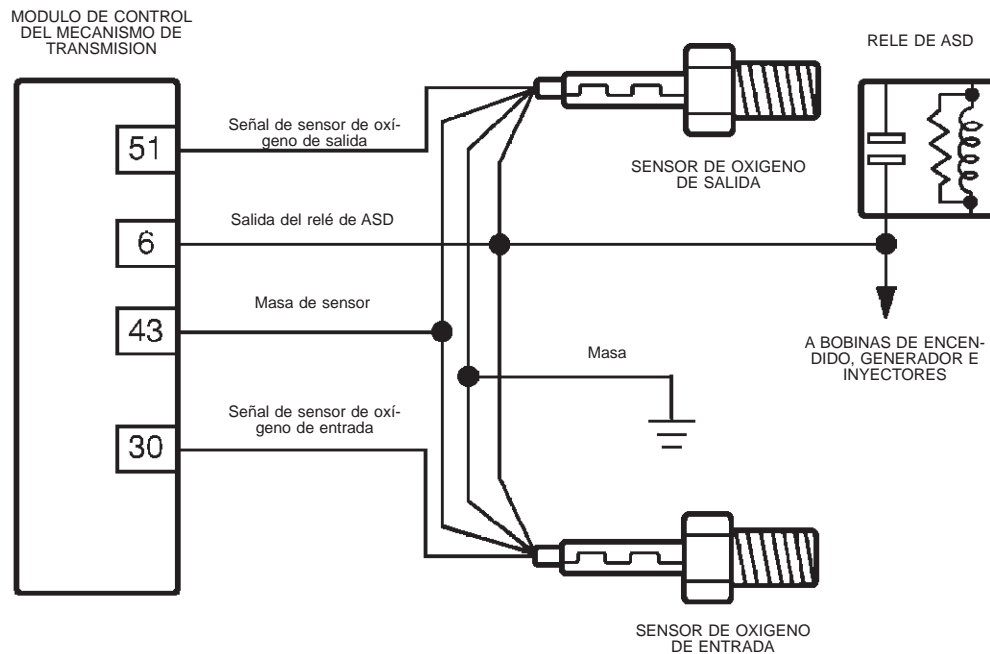 MODULO DE CONTROL
DEL MECANISMO DE
TRANSMISION
RELE DE ASD
51
Señal de sensor de oxí-
geno de salida
SENSOR DE OXIGENO
DE SALIDA
6
Salida del relé de ASD
43
Masa de sensor
Masa
A BOBINAS DE ENCEN-
DIDO, GENERADOR E
INYECTORES
30
Señal de sensor de oxí-
geno de entrada
SENSOR DE OXIGENO
DE ENTRADA